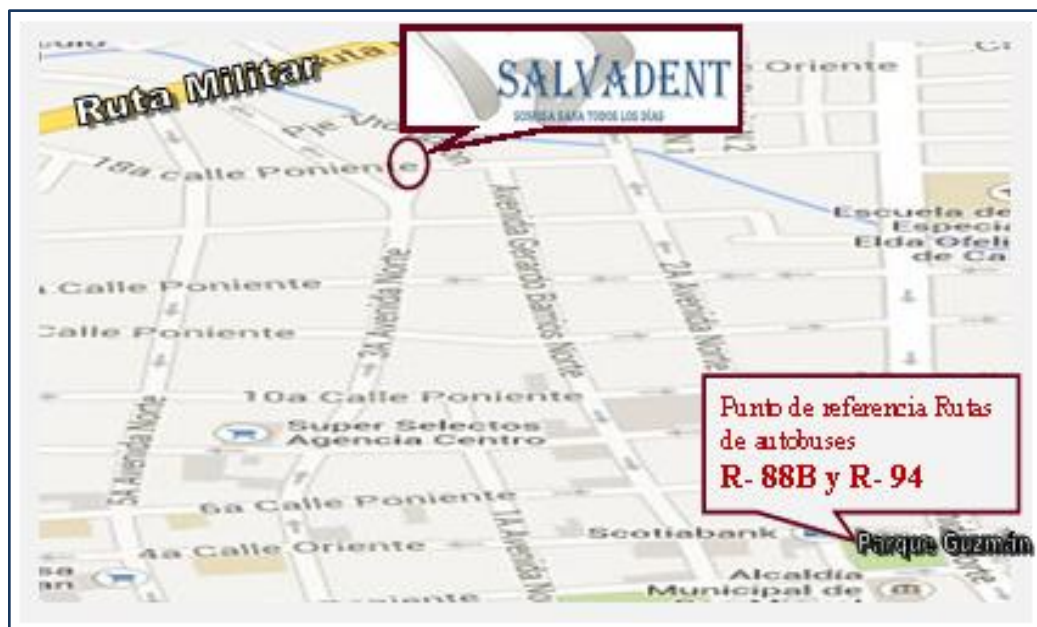 Ruta Militar
Ruta
SALVADENT
SONRISA PARA TODOS LOS DÍAS
Oriente
Pje
18a calle Poniente
Escuela de
Especia
Elda Ofeli
de Ca
Calle Poniente
3A Avenida Norte
Avenida Gerardo Barrios Norte
2A Avenida Norte
Calle Poniente
10a Calle Poniente
Super Selectos
Agencia Centro
5A Avenida Norte
Punto de referencia Rutas
de autobuses
R- 88B y R- 94
6a Calle Poniente
1A Avenida No
4a Calle Oriente
Scotiabank
Parque Guzmán
Alcaldía
Municipal de